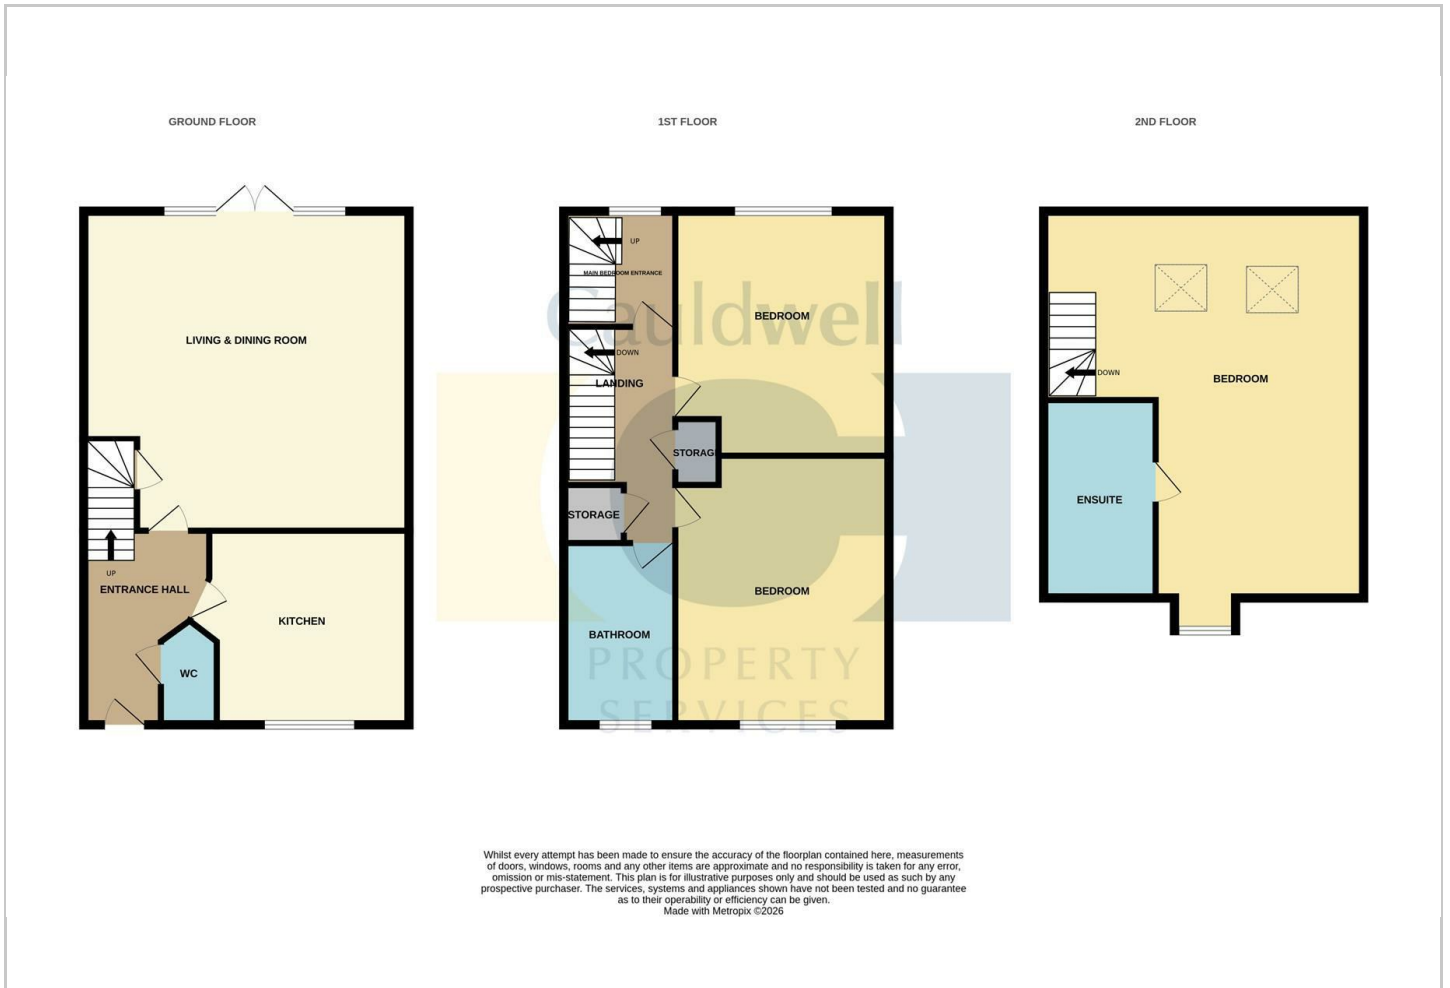 GROUND FLOOR
1ST FLOOR
2ND FLOOR
LIVING & DINING ROOM
UP
ENTRANCE HALL
KITCHEN
WC
UP
MAIN BEDROOM ENTRANCE
Cauldwell
BEDROOM
DOWN
LANDING
STORAG
STORAGE
BEDROOM
BATHROOM
PROPERTY
SERVICES
BEDROOM
DOWN
ENSUITE
Whilst every attempt has been made to ensure the accuracy of the floorplan contained here, measurements
of doors, windows, rooms and any other items are approximate and no responsibility is taken for any error,
omission or mis-statement. This plan is for illustrative purposes only and should be used as such by any
prospective purchaser. The services, systems and appliances shown have not been tested and no guarantee
as to their operability or efficiency can be given.
Made with Metropix ©2026